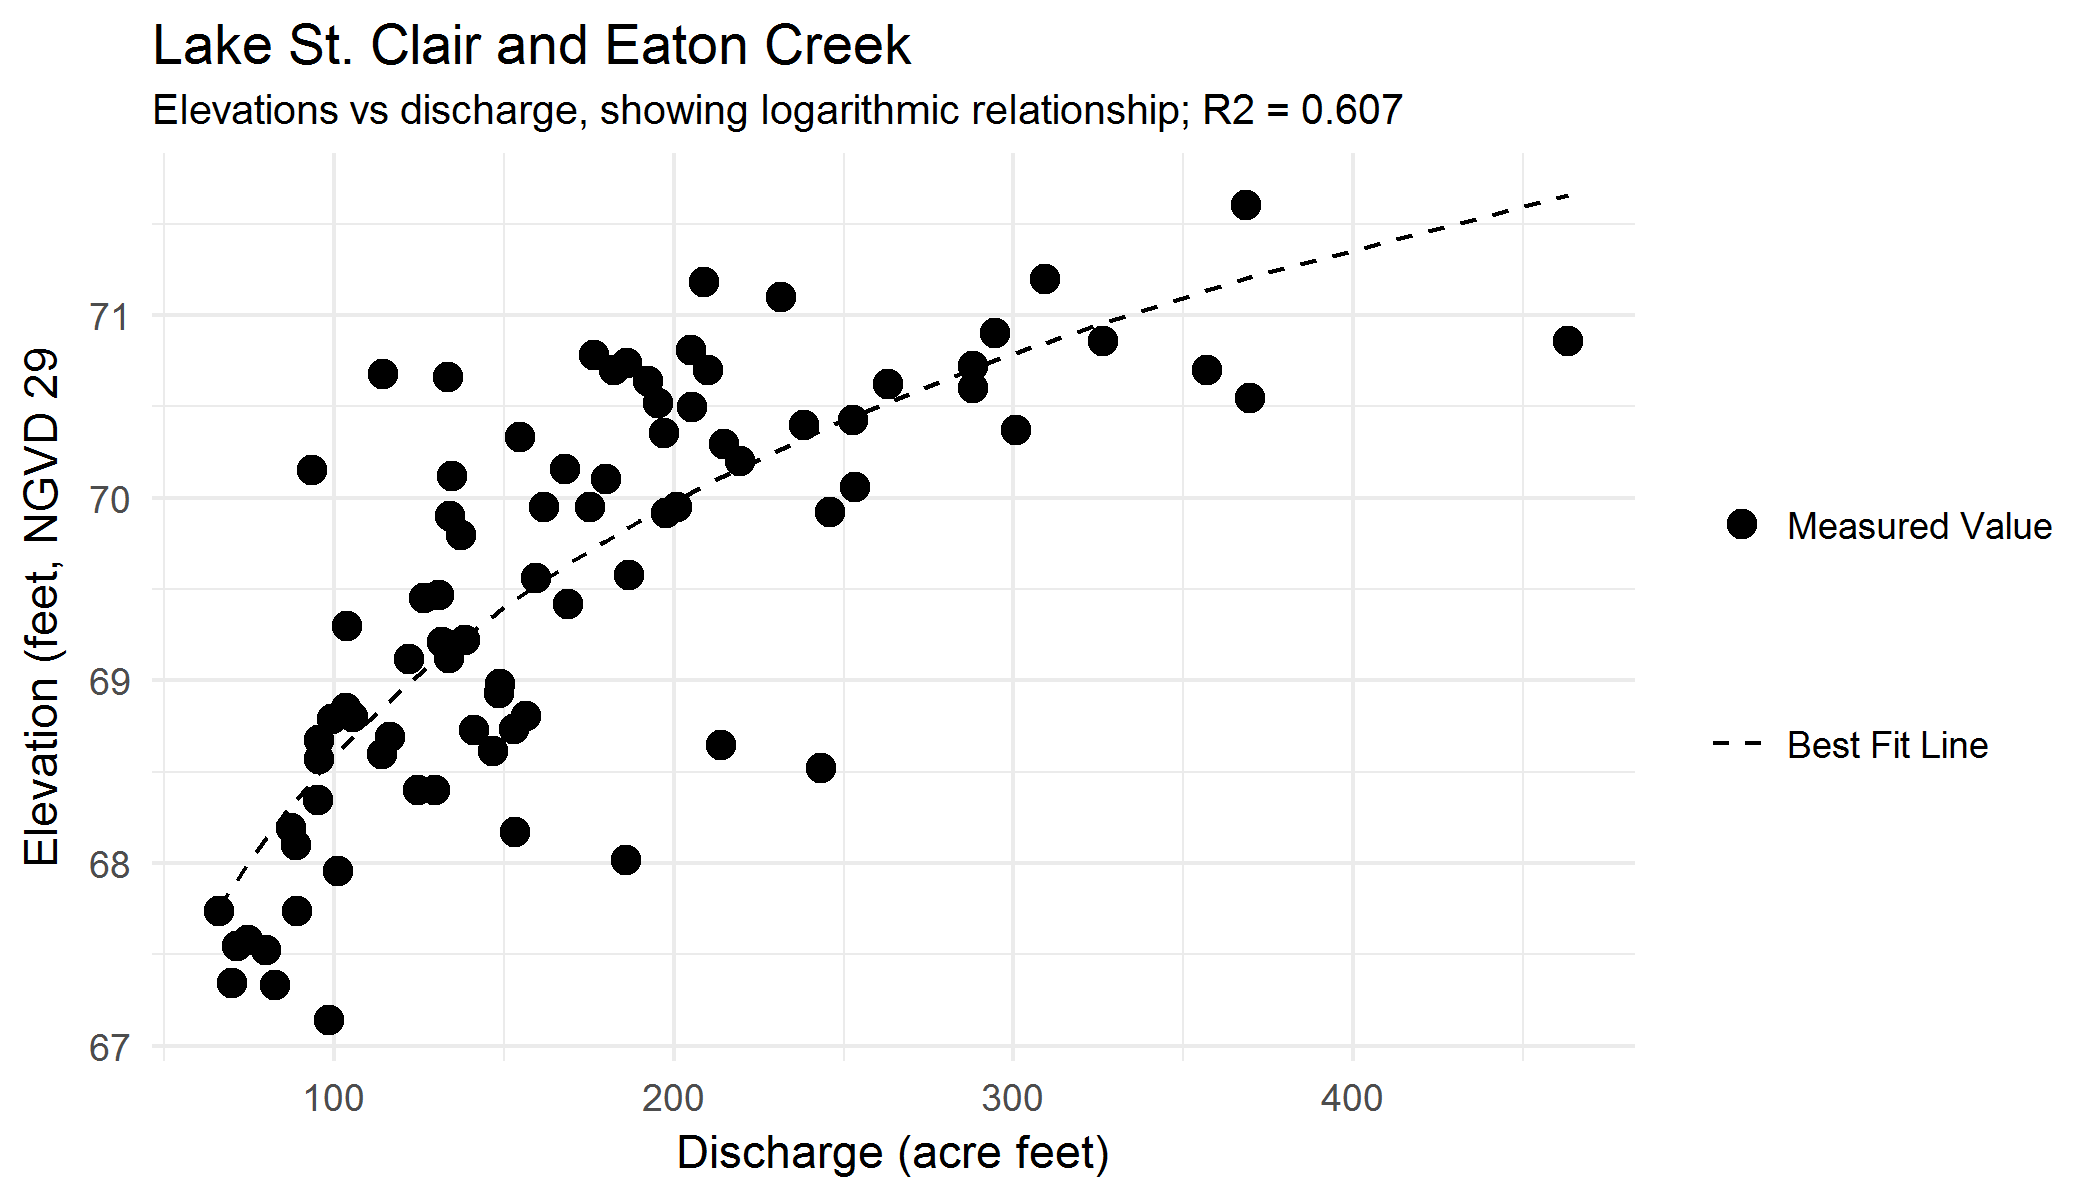 Lake St. Clair and Eaton Creek
Elevations vs discharge, showing logarithmic relationship; R2 = 0.607
Elevation (feet, NGVD 29
71
70
69
68
67
100 200 300 400
Discharge (acre feet)
Measured Value
Best Fit Line